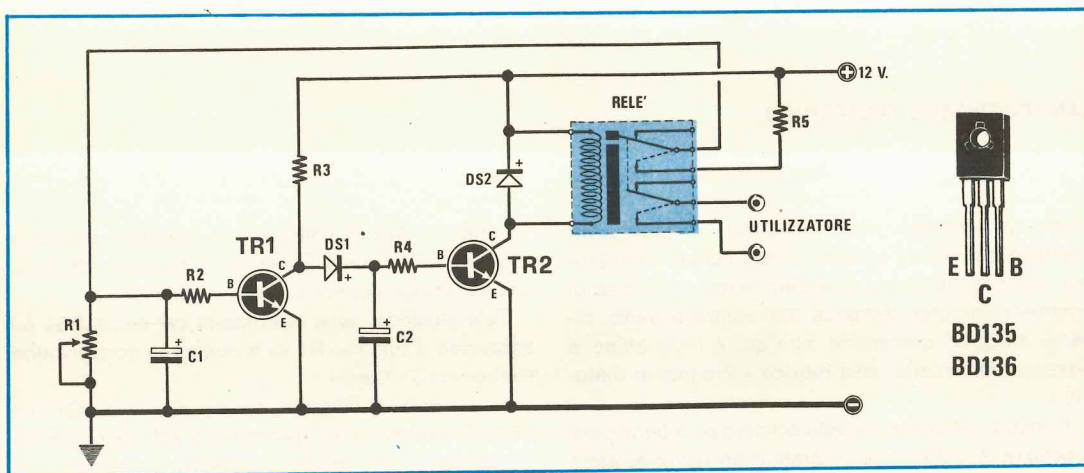 12 V.
RELE'
R5
R3
DS2
UTILIZZATORE
TR1
DS1
R4
C
TR2
R2
C
B
B
E
E
R1
C1
C2
E
B
C
BD135
BD136